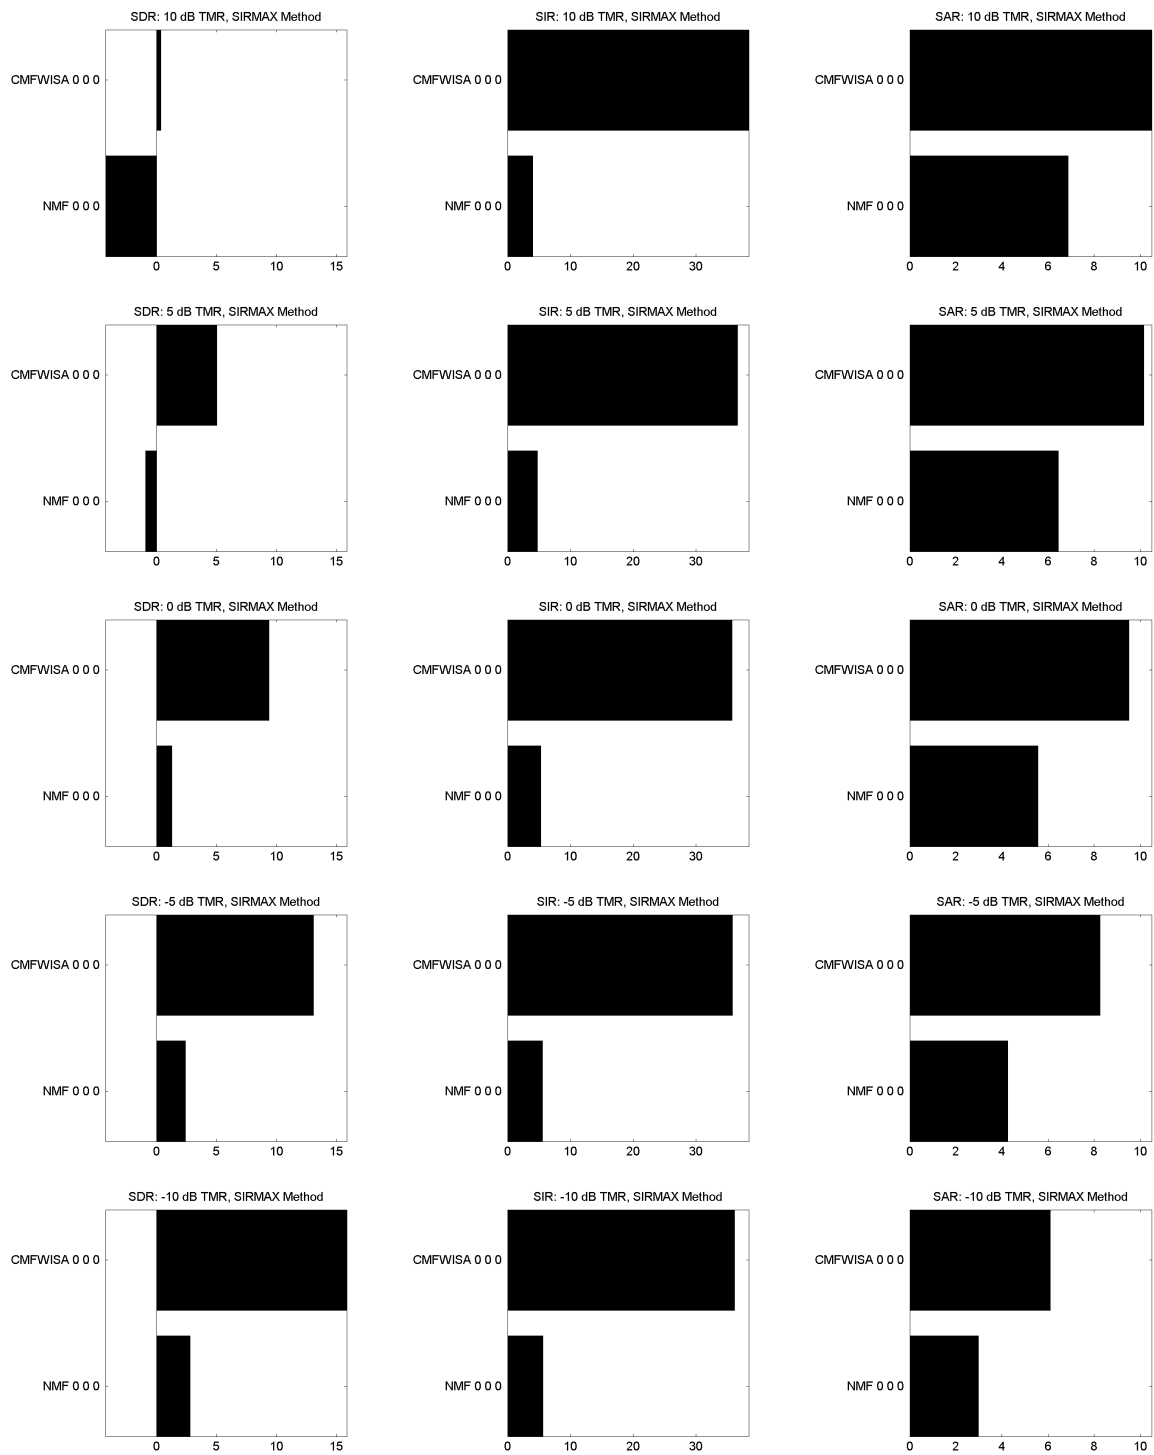 SDR: 10 dB TMR, SIRMAX Method
CMFWISA 0 0 0
NMF 0 0 0
0 5 10 15
SIR: 10 dB TMR, SIRMAX Method
CMFWISA 0 0 0
NMF 0 0 0
0 10 20 30
SAR: 10 dB TMR, SIRMAX Method
CMFWISA 0 0 0
NMF 0 0 0
0 2 4 6 8 10
SDR: 5 dB TMR, SIRMAX Method
CMFWISA 0 0 0
NMF 0 0 0
0 5 10 15
SIR: 5 dB TMR, SIRMAX Method
CMFWISA 0 0 0
NMF 0 0 0
0 10 20 30
SAR: 5 dB TMR, SIRMAX Method
CMFWISA 0 0 0
NMF 0 0 0
0 2 4 6 8 10
SDR: 0 dB TMR, SIRMAX Method
CMFWISA 0 0 0
NMF 0 0 0
0 5 10 15
SIR: 0 dB TMR, SIRMAX Method
CMFWISA 0 0 0
NMF 0 0 0
0 10 20 30
SAR: 0 dB TMR, SIRMAX Method
CMFWISA 0 0 0
NMF 0 0 0
0 2 4 6 8 10
SDR: -5 dB TMR, SIRMAX Method
CMFWISA 0 0 0
NMF 0 0 0
0 5 10 15
SIR: -5 dB TMR, SIRMAX Method
CMFWISA 0 0 0
NMF 0 0 0
0 10 20 30
SAR: -5 dB TMR, SIRMAX Method
CMFWISA 0 0 0
NMF 0 0 0
0 2 4 6 8 10
SDR: -10 dB TMR, SIRMAX Method
CMFWISA 0 0 0
NMF 0 0 0
0 5 10 15
SIR: -10 dB TMR, SIRMAX Method
CMFWISA 0 0 0
NMF 0 0 0
0 10 20 30
SAR: -10 dB TMR, SIRMAX Method
CMFWISA 0 0 0
NMF 0 0 0
0 2 4 6 8 10